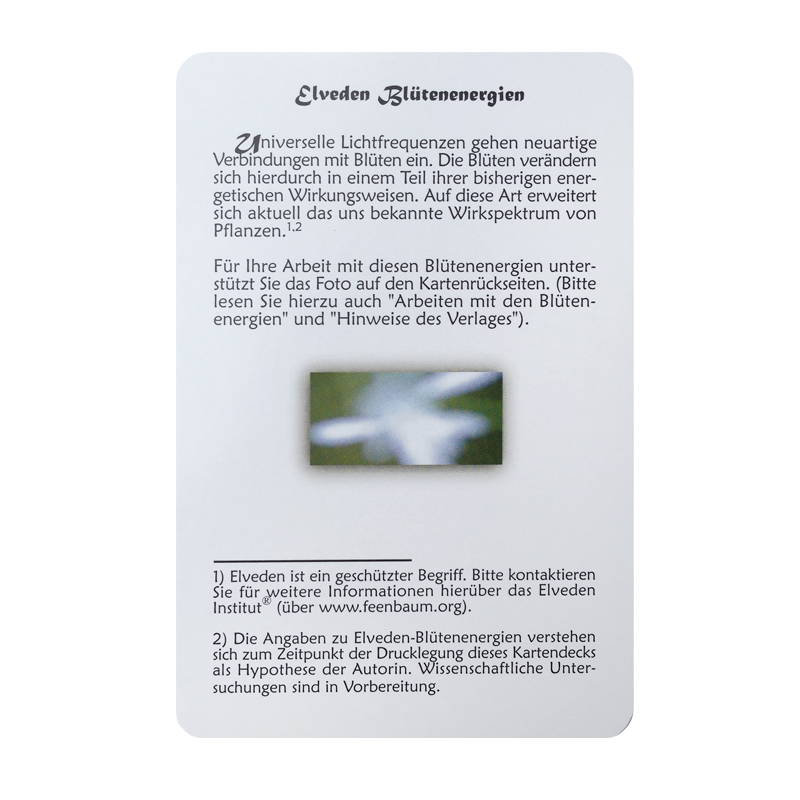 Elveden Blütenenergien
Universelle Lichtfrequenzen gehen neuartige
Verbindungen mit Blüten ein. Die Blüten verändern
sich hierdurch in einem Teil ihrer bisherigen ener-
getischen Wirkungsweisen. Auf diese Art erweitert
sich aktuell das uns bekannte Wirkspektrum von
Pflanzen.1,2
Für Ihre Arbeit mit diesen Blütenenergien unter-
stützt Sie das Foto auf den Kartenrückseiten. (Bitte
lesen Sie hierzu auch "Arbeiten mit den Blüten-
energien" und "Hinweise des Verlages").
1) Elveden ist ein geschützter Begriff. Bitte kontaktieren
Sie für weitere Informationen hierüber das Elveden
Institut® (über www.feenbaum.org).
2) Die Angaben zu Elveden-Blütenenergien verstehen
sich zum Zeitpunkt der Drucklegung dieses Kartendecks
als Hypothese der Autorin. Wissenschaftliche Unter-
suchungen sind in Vorbereitung.